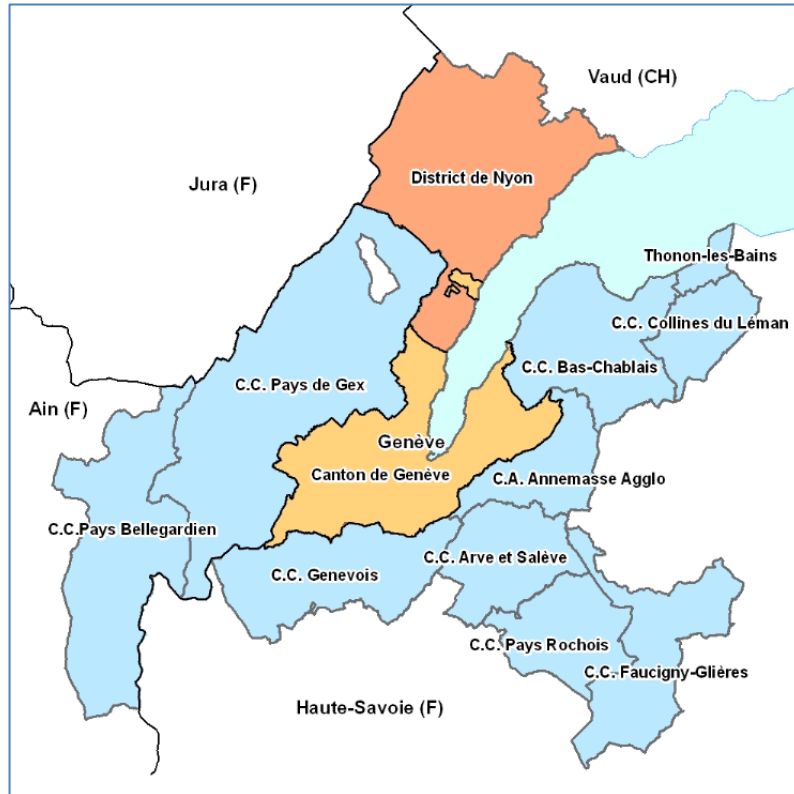 Vaud (CH)
District de Nyon
Jura (F)
Thonon-les-Bains
C.C. Collines du Léman
C.C. Bas-Chablais
C.C. Pays de Gex
Ain (F)
Genève
Canton de Genève
C.A. Annemasse Agglo
C.C.Pays Bellegardien
C.C. Arve et Salève
C.C. Genevois
C.C. Pays Rochois
C.C. Faucigny-Glières
Haute-Savoie (F)